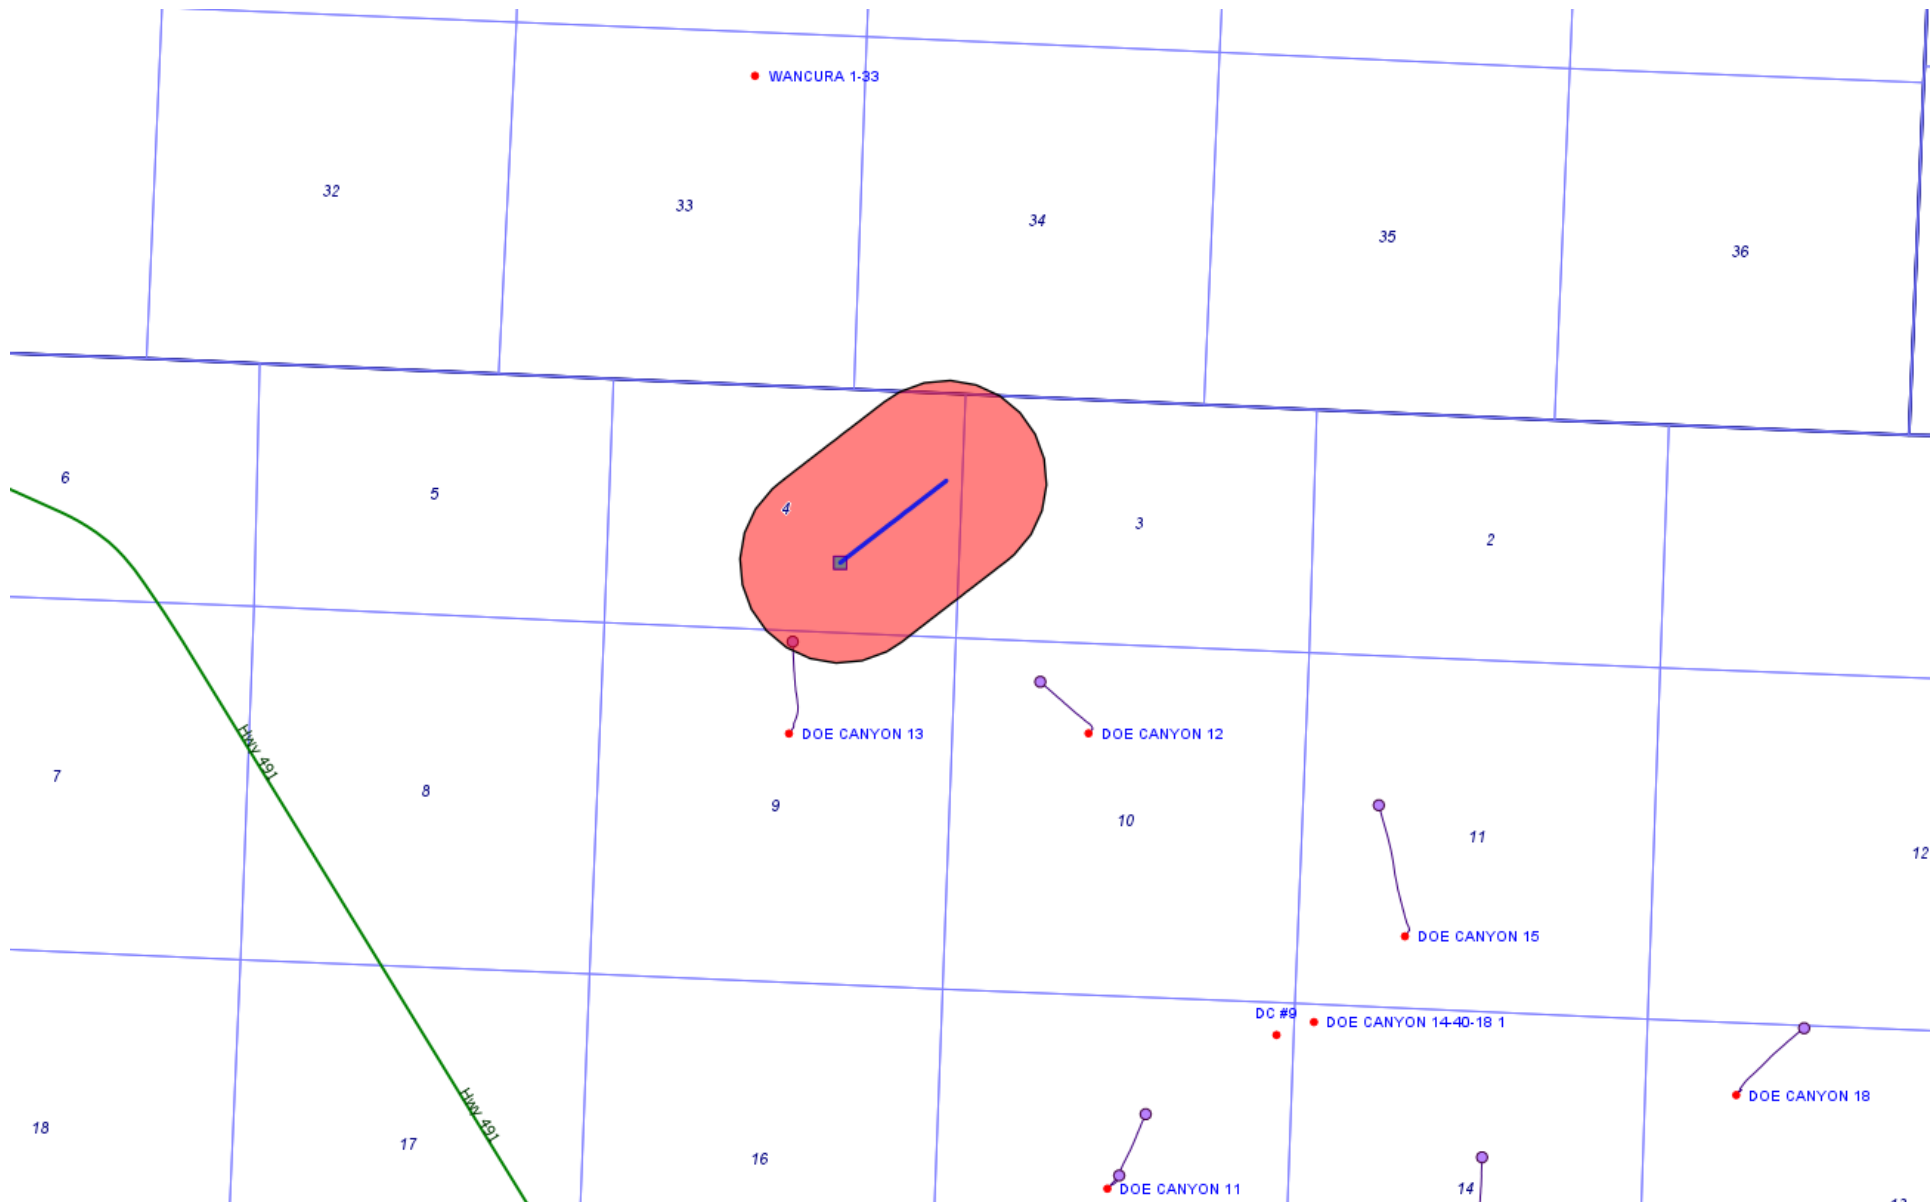 WANCURA 1-33
32
33
34
35
36
6
5
4
3
2
Hwy 491
DOE CANYON 13
DOE CANYON 12
7
8
9
10
11
12
DOE CANYON 15
DC #9
DOE CANYON 14-40-18 1
DOE CANYON 18
Hwy 491
18
17
16
DOE CANYON 11
14